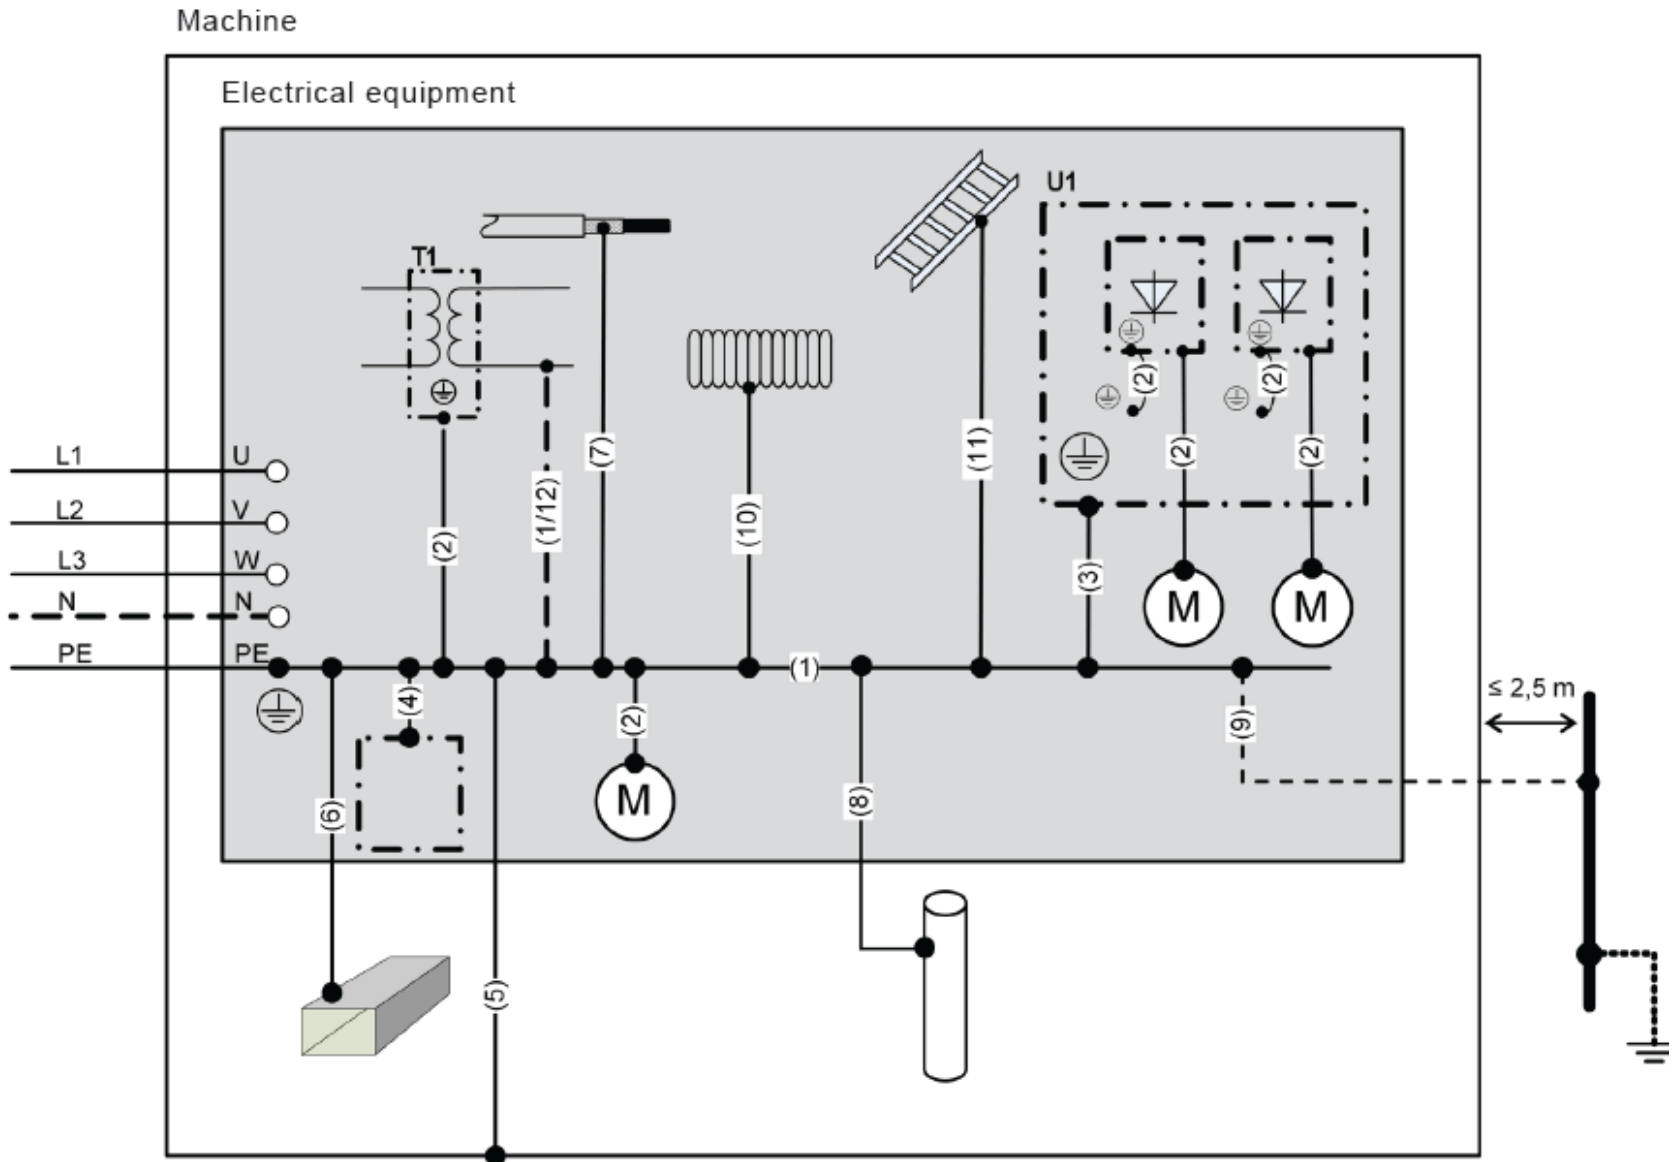 Machine
Electrical equipment
U1
T1
(2)
(2)
(7)
(11)
(2)
(2)
L1 U
(1/12)
(10)
L2 V
(2)
L3 W
(3)
N N
M
M
PE PE
(1)
(4)
(2)
(9)
≤ 2,5 m
(6)
M
(8)
(5)